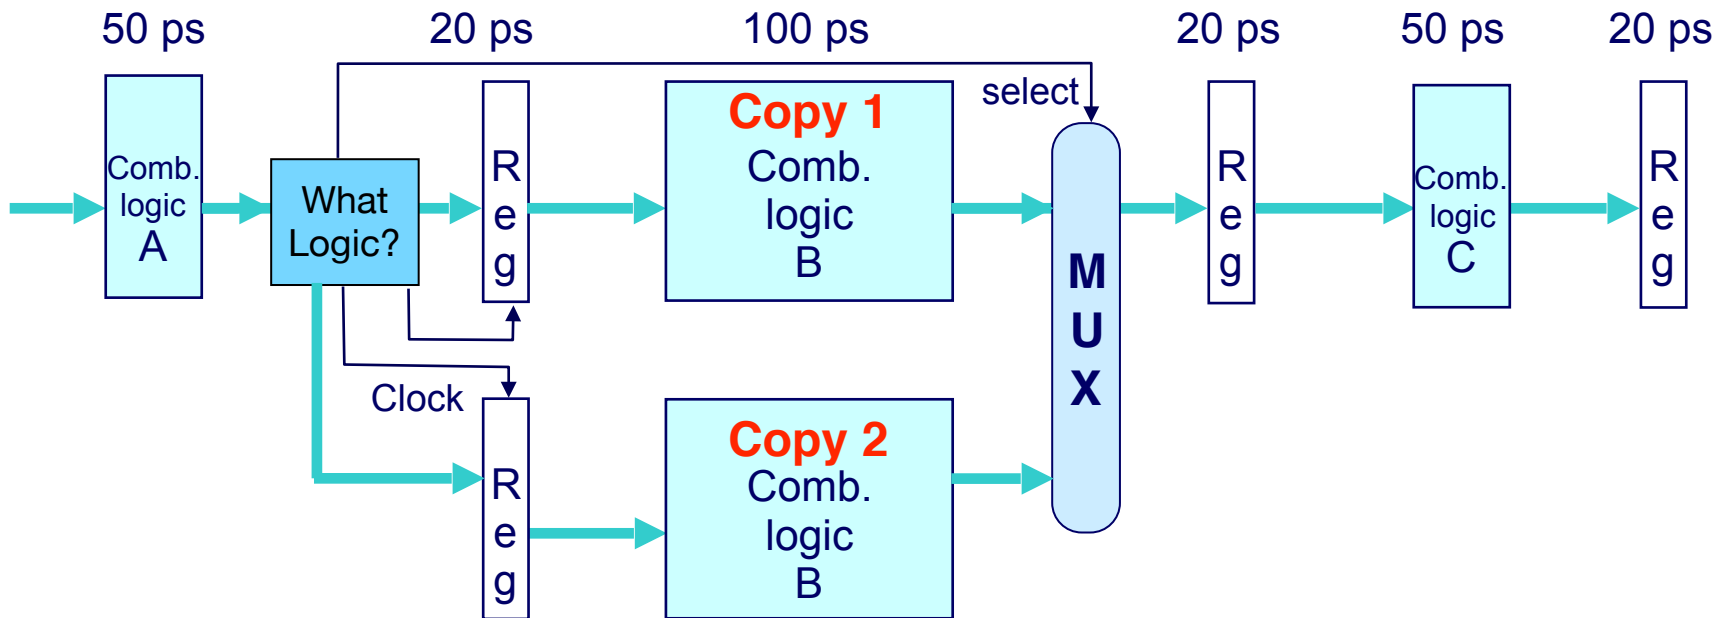 50 ps
20 ps
100 ps
20 ps
50 ps
20 ps
select
Comb.
logic
A
What
Logic?
R
e
g
Copy 1
Comb.
logic
B
M
U
X
R
e
g
Comb.
logic
C
R
e
g
Clock
R
e
g
Copy 2
Comb.
logic
B